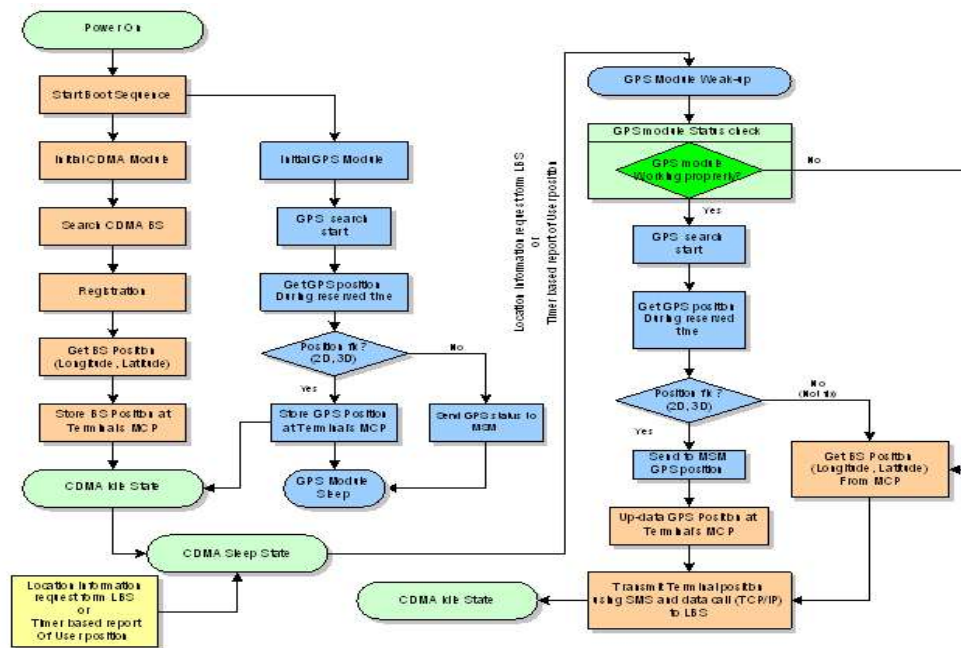 Power On
Start Boot Sequence
Initial CDMA Module
Search CDMA BS
Registration
Get BS Position
(Longitude, Latitude)
Store BS Position at
Terminal's MCP
CDMA Idle State
CDMA Sleep State
Location Information
request form LBS
or
Timer based report
Of User position
Initial GPS Module
GPS search
start
Get GPS position
During reserved time
Position fix?
(2D, 3D)
No
Yes
Store GPS Position
at Terminal's MCP
Send GPS status to
MSM
GPS Module
Sleep
Location Information request form LBS
or
Timer based report of User position
GPS Module Weak-up
GPS module Status check
GPS module
Working properly?
No
Yes
GPS search
start
Get GPS position
During reserved
time
Position fix?
(2D, 3D)
No
(Not fix)
Yes
Send to MSM
GPS position
Get BS Position
(Longitude, Latitude)
From MCP
Up-data GPS Position at
Terminal's MCP
Transmit Terminal position
using SMS and data call (TCP/IP)
to LBS
CDMA Idle State